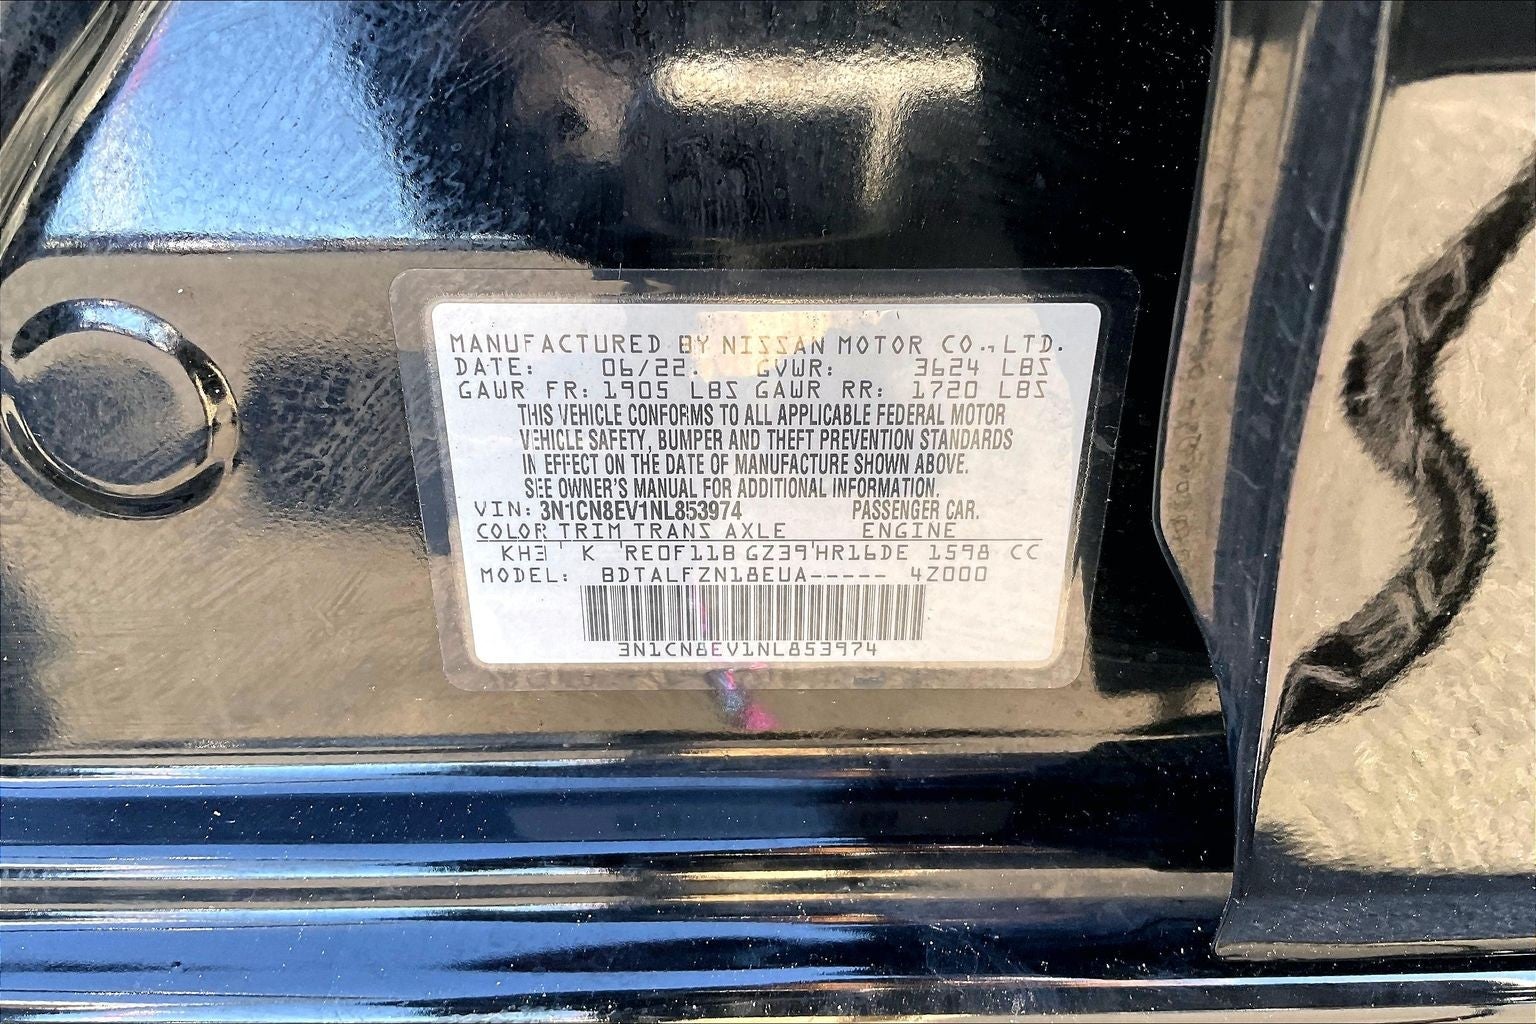 MANUFACTURED BY NISSAN MOTOR CO., LTD.
DATE: 06/22. GVWR: 3624 LBS
GAWR FR: 1905 LBS GAWR RR: 1720 LBS
THIS VEHICLE CONFORMS TO ALL APPLICABLE FEDERAL MOTOR
VEHICLE SAFETY, BUMPER AND THEFT PREVENTION STANDARDS
IN EFFECT ON THE DATE OF MANUFACTURE SHOWN ABOVE.
SEE OWNER'S MANUAL FOR ADDITIONAL INFORMATION.
VIN: 3N1CN8EV1NL853974 PASSENGER CAR.
COLOR TRIM TRANS AXLE ENGINE
KH3 K RE0F11B GZ39 HR16DE 1598 CC
MODEL: BDTALFZN18EUA----- 4Z000
3N1CN8EV1NL853974